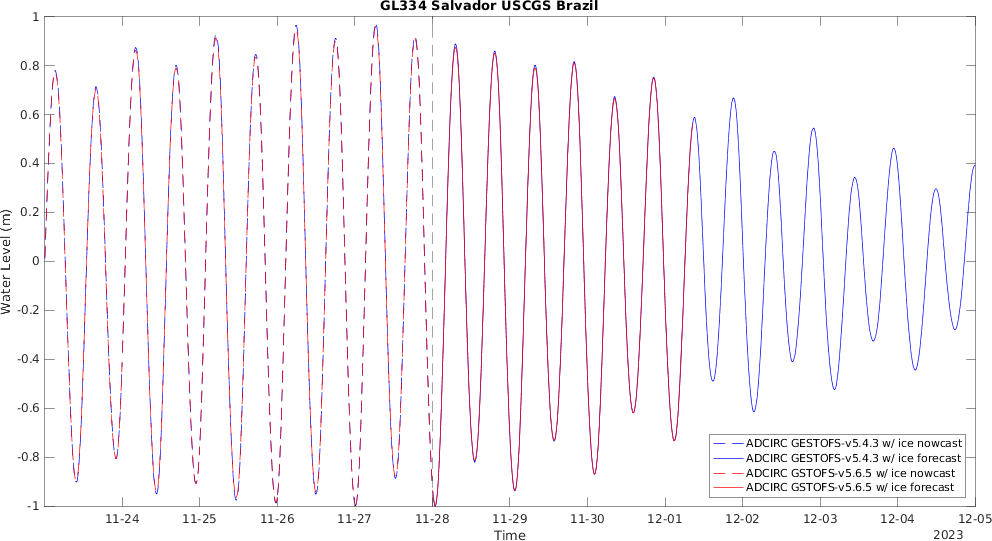 GL334 Salvador USCGS Brazil
1
0.8
0.6
0.4
0.2
0
-0.2
-0.4
-0.6
-0.8
-1
Water Level (m)
ADCIRC GESTOFS-v5.4.3 w/ ice nowcast
ADCIRC GESTOFS-v5.4.3 w/ ice forecast
ADCIRC GSTOFS-v5.6.5 w/ ice nowcast
ADCIRC GSTOFS-v5.6.5 w/ ice forecast
11-24 11-25 11-26 11-27 11-28 11-29 11-30 12-01 12-02 12-03 12-04 12-05
Time
2023